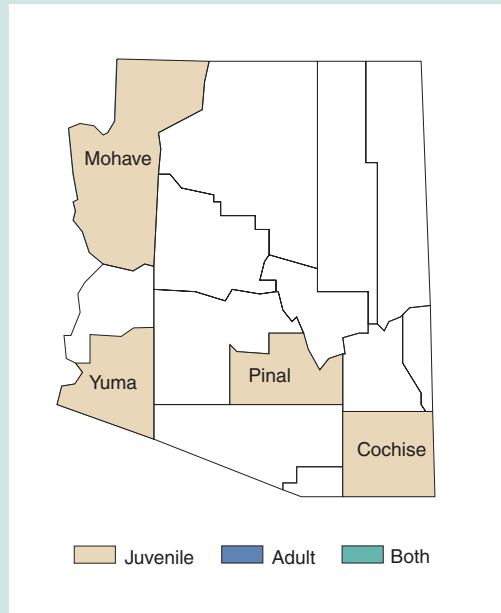 Mohave
Yuma
Pinal
Cochise
Juvenile
Adult
Both